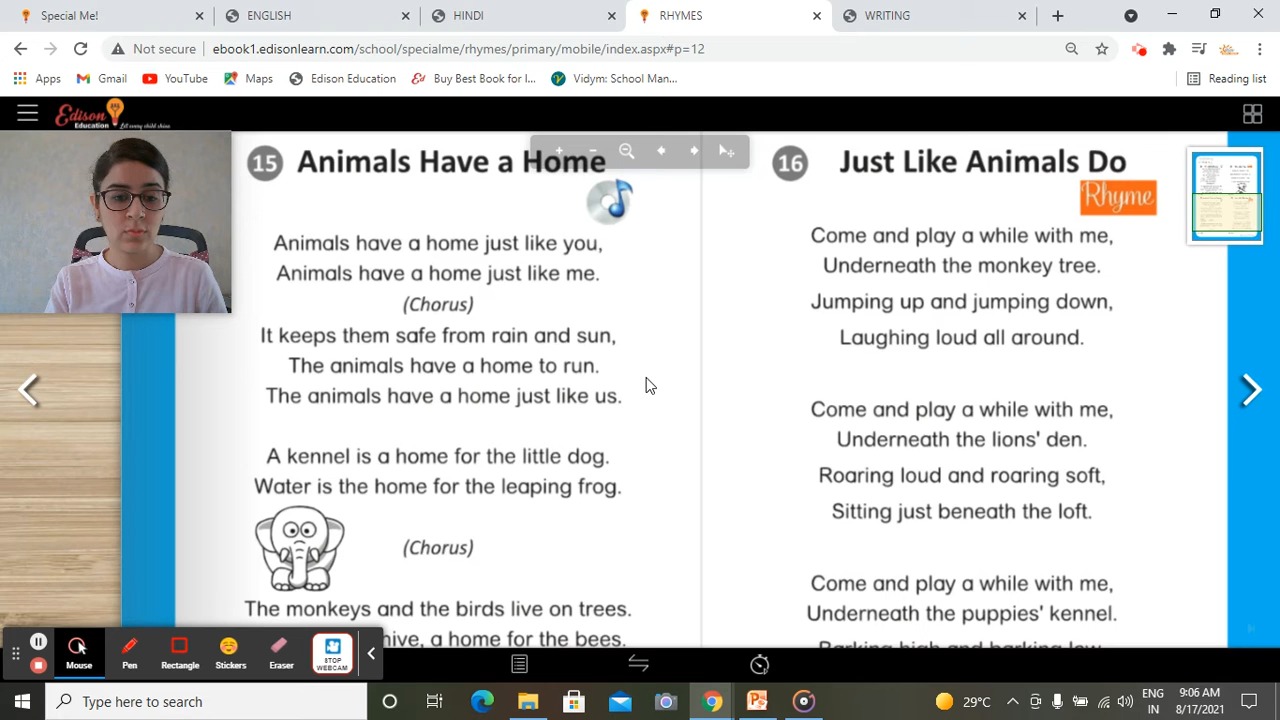 Special Me!
ENGLISH
HINDI
RHYMES
WRITING
Not secure
ebook1.edisonlearn.com/school/specialme/rhymes/primary/mobile/index.aspx#p=12
Apps
Gmail
YouTube
Maps
Edison Education
Buy Best Book for I...
Vidym: School Man...
Reading list
Edison
Education
Let every child shine
15 Animals Have a Home
Animals have a home just like you,
Animals have a home just like me.
(Chorus)
It keeps them safe from rain and sun,
The animals have a home to run.
The animals have a home just like us.
A kennel is a home for the little dog.
Water is the home for the leaping frog.
(Chorus)
The monkeys and the birds live on trees.
hive, a home for the bees.
16 Just Like Animals Do
Rhyme
Come and play a while with me,
Underneath the monkey tree.
Jumping up and jumping down,
Laughing loud all around.
Come and play a while with me,
Underneath the lions' den.
Roaring loud and roaring soft,
Sitting just beneath the loft.
Come and play a while with me,
Underneath the puppies' kennel.
Barking high and barking low
Mouse
Pen
Rectangle
Stickers
Eraser
STOP
WEBCAM
Type here to search
29°C
ENG
IN
9:06 AM
8/17/2021